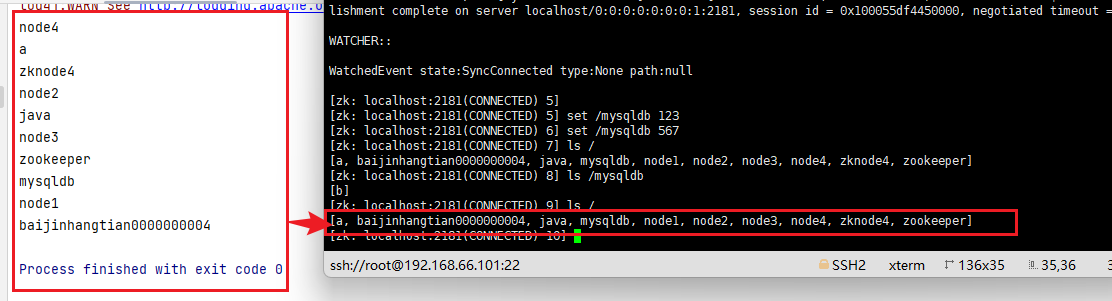 log4j:WARN See http://logging.apache.o
node4
a
zknode4
node2
java
node3
zookeeper
mysqldb
node1
baijinhangtian0000000004
Process finished with exit code 0
lishment complete on server localhost/0:0:0:0:0:0:0:1:2181, session id = 0x100055df4450000, negotiated timeout =
WATCHER::
WatchedEvent state:SyncConnected type:None path:null
[zk: localhost:2181(CONNECTED) 5]
[zk: localhost:2181(CONNECTED) 5] set /mysqldb 123
[zk: localhost:2181(CONNECTED) 6] set /mysqldb 567
[zk: localhost:2181(CONNECTED) 7] ls /
[a, baijinhangtian0000000004, java, mysqldb, node1, node2, node3, node4, zknode4, zookeeper]
[zk: localhost:2181(CONNECTED) 8] ls /mysqldb
[b]
[zk: localhost:2181(CONNECTED) 9] ls /
[a, baijinhangtian0000000004, java, mysqldb, node1, node2, node3, node4, zknode4, zookeeper]
[zk: localhost:2181(CONNECTED) 10]
ssh://root@192.168.66.101:22 SSH2 xterm 136x35 35,36 3